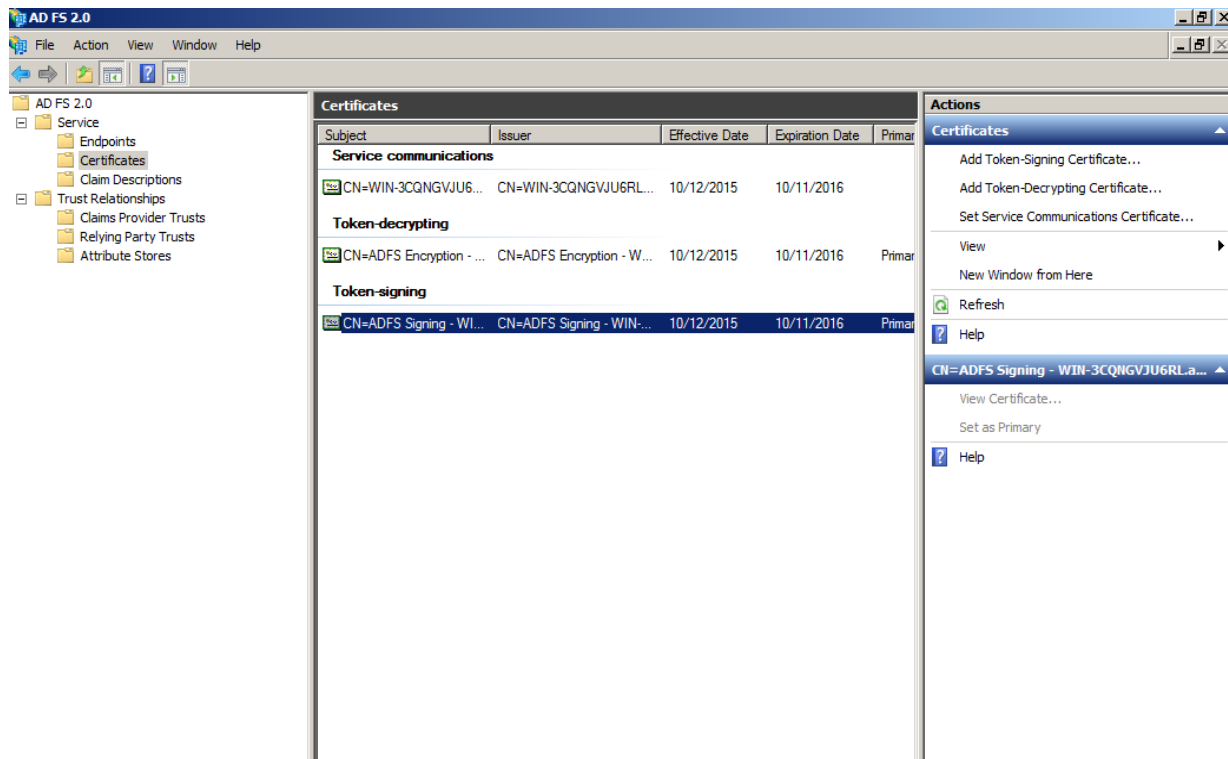 AD FS 2.0
File Action View Window Help
AD FS 2.0
Service
Endpoints
Certificates
Claim Descriptions
Trust Relationships
Claims Provider Trusts
Relying Party Trusts
Attribute Stores
Certificates
Subject Issuer Effective Date Expiration Date Primar
Service communications
CN=WIN-3CQNGVJU6... CN=WIN-3CQNGVJU6RL... 10/12/2015 10/11/2016
Token-decrypting
CN=ADFS Encryption - ... CN=ADFS Encryption - W... 10/12/2015 10/11/2016 Primar
Token-signing
CN=ADFS Signing - WI... CN=ADFS Signing - WIN-... 10/12/2015 10/11/2016 Primar
Actions
Certificates
Add Token-Signing Certificate...
Add Token-Decrypting Certificate...
Set Service Communications Certificate...
View
New Window from Here
Refresh
Help
CN=ADFS Signing - WIN-3CQNGVJU6RL.a...
View Certificate...
Set as Primary
Help